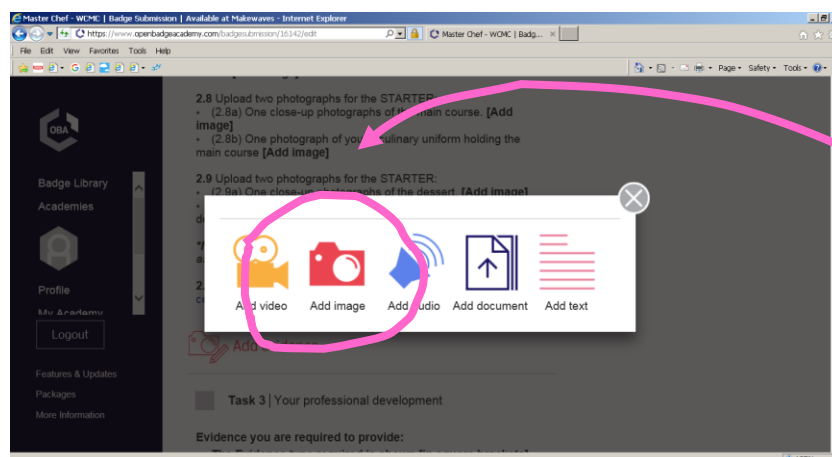 Master Chef - WCMC | Badge Submission | Available at Makewaves - Internet Explorer
https://www.openbadgeacademy.com/badgesubmission/16142/edit
Master Chef - WCMC | Badg...
File Edit View Favorites Tools Help
Page Safety Tools
OBA
Badge Library
Academies
Profile
My Academy
Logout
Features & Updates
Packages
More Information
2.8 Upload two photographs for the STARTER:
(2.8a) One close-up photographs of the main course. [Add image]
(2.8b) One photograph of your culinary uniform holding the
main course [Add image]
2.9 Upload two photographs for the STARTER:
(2.9a) One close-up photographs of the dessert. [Add image]
Add video Add image Add audio Add document Add text
Task 3 | Your professional development
Evidence you are required to provide: